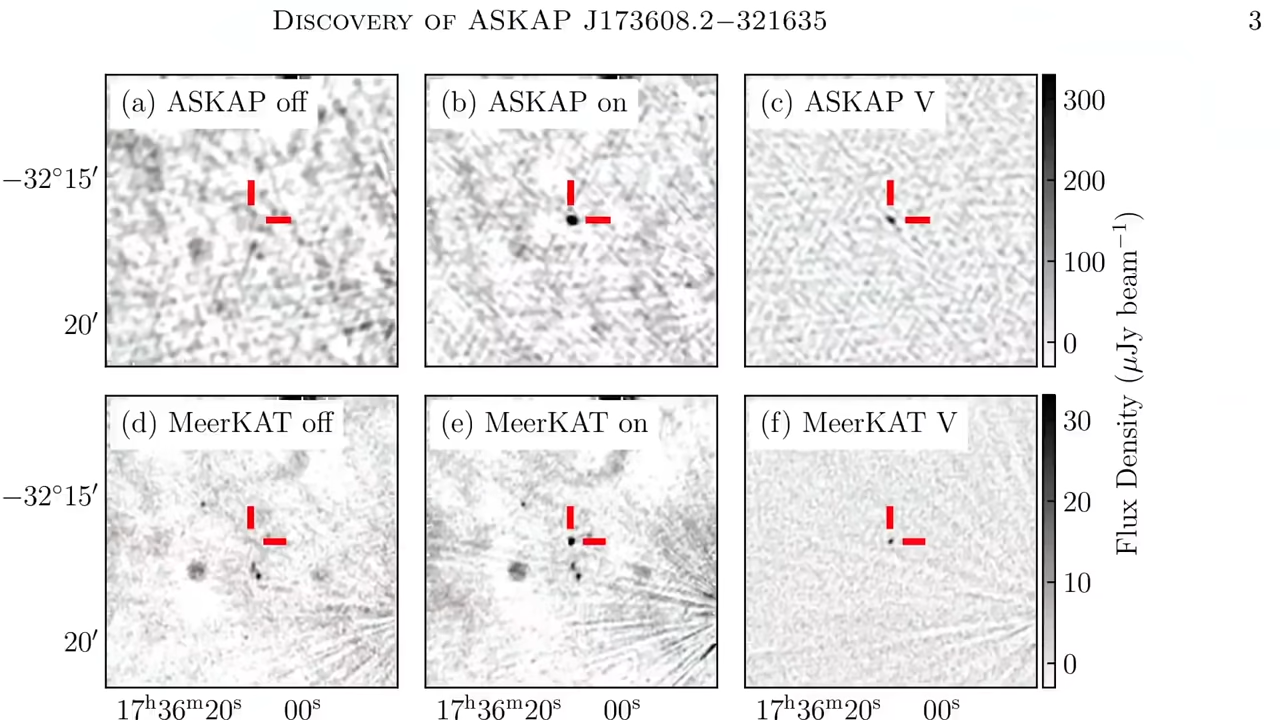 DISCOVERY OF ASKAP J173608.2−321635 3
(a) ASKAP off (b) ASKAP on (c) ASKAP V
300
−32°15′ 200
100
20′ 0
(d) MeerKAT off (e) MeerKAT on (f) MeerKAT V
30
−32°15′ 20
10
20′ 0
Flux Density (μJy beam⁻¹)
17ʰ36ᵐ20ˢ 00ˢ 17ʰ36ᵐ20ˢ 00ˢ 17ʰ36ᵐ20ˢ 00ˢ